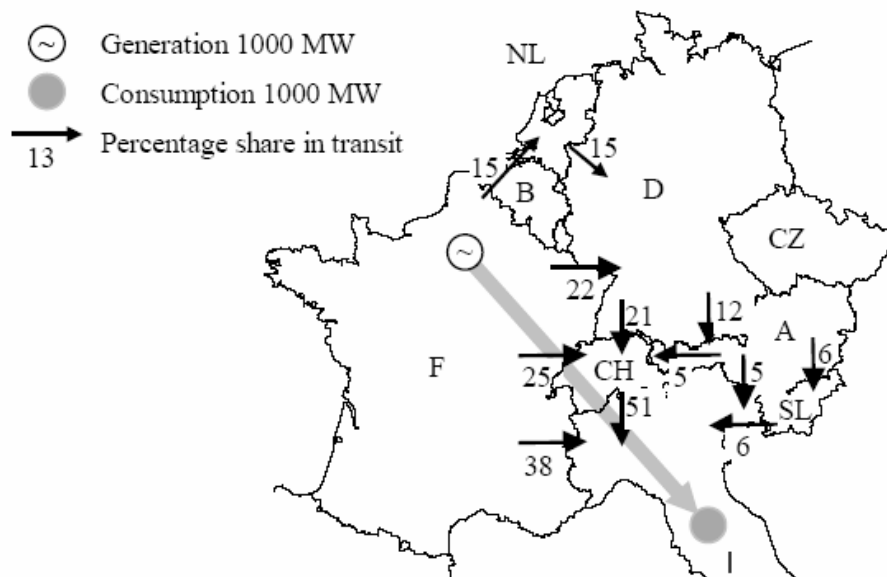 Generation 1000 MW
Consumption 1000 MW
Percentage share in transit
13
NL
15
15
B
D
CZ
~
22
21
12
A
F
25
CH
5
5
6
51
SL
6
38
I